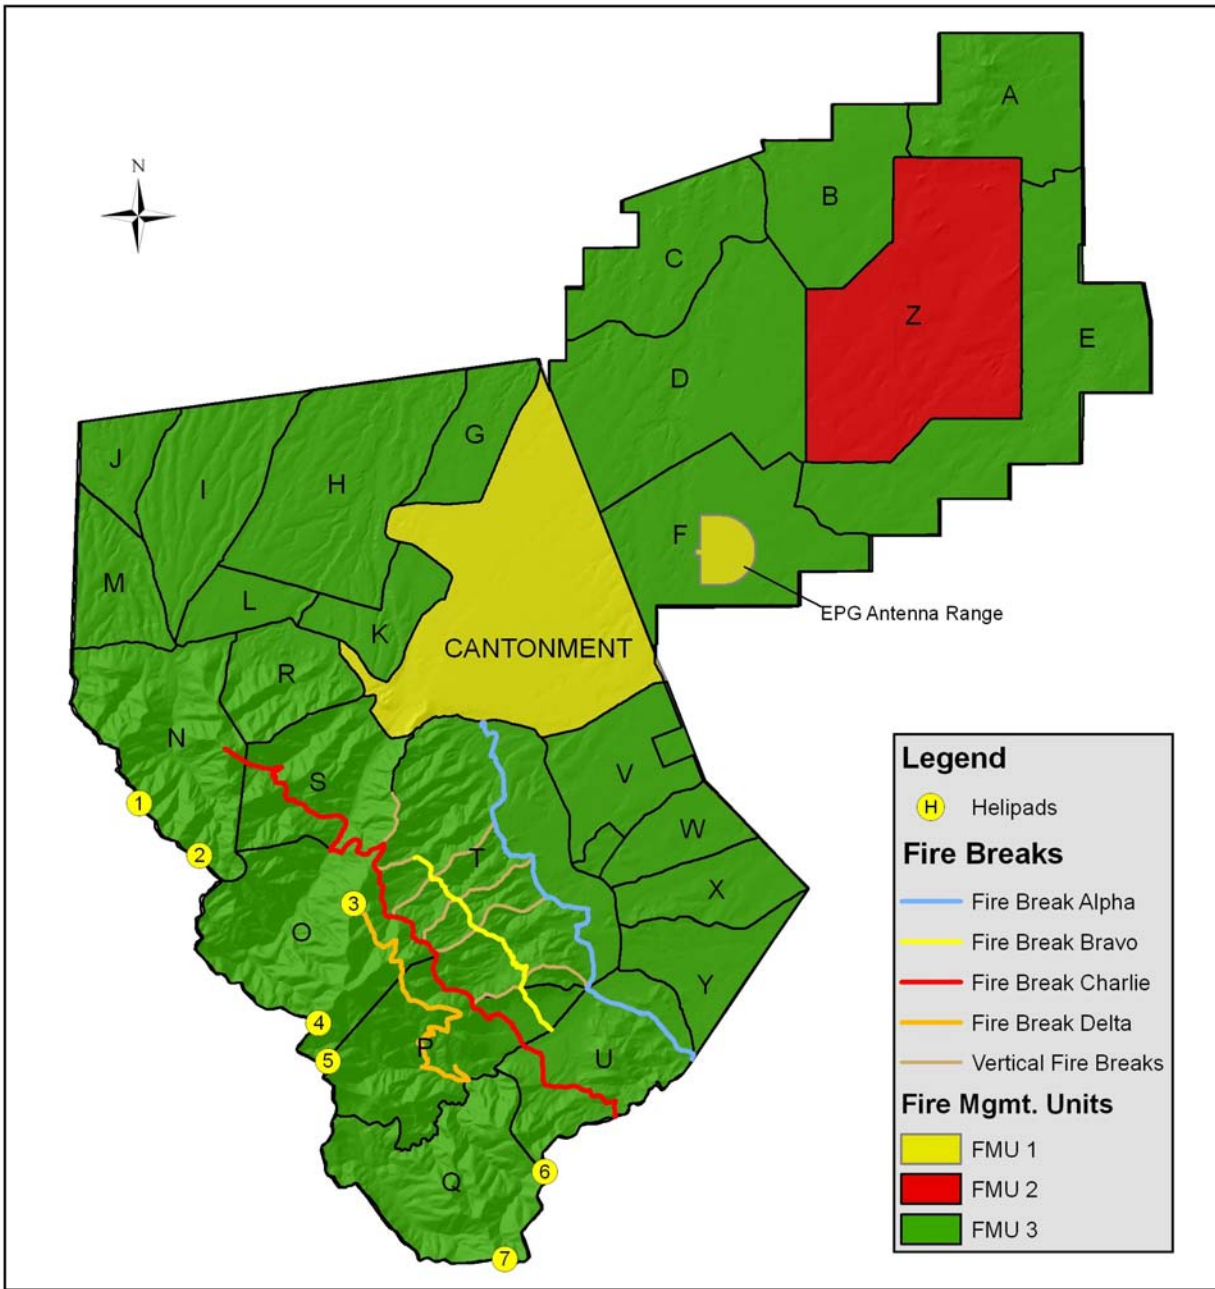 A
N
B
C
Z
E
D
G
J
H
I
F
M
L
EPG Antenna Range
K
CANTONMENT
R
N
S
V
1
W
2
T
X
3
O
Y
4
P
U
5
6
Q
7
Legend
H Helipads
Fire Breaks
Fire Break Alpha
Fire Break Bravo
Fire Break Charlie
Fire Break Delta
Vertical Fire Breaks
Fire Mgmt. Units
FMU 1
FMU 2
FMU 3